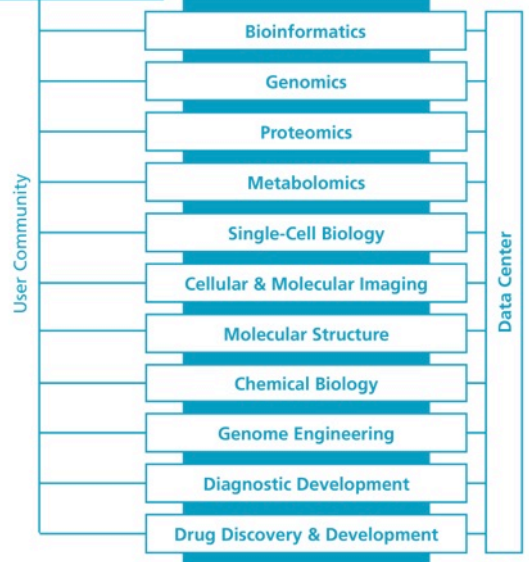 Bioinformatics
Genomics
Proteomics
Metabolomics
Single-Cell Biology
Cellular & Molecular Imaging
Molecular Structure
Chemical Biology
Genome Engineering
Diagnostic Development
Drug Discovery & Development
User Community
Data Center